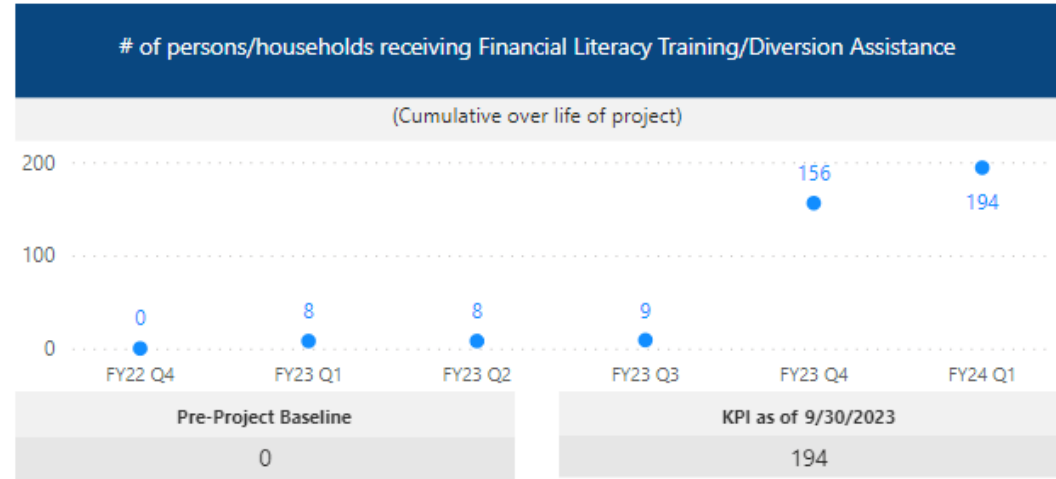 # of persons/households receiving Financial Literacy Training/Diversion Assistance
(Cumulative over life of project)
200
156
194
100
0
8
8
9
0
FY22 Q4 FY23 Q1 FY23 Q2 FY23 Q3 FY23 Q4 FY24 Q1
Pre-Project Baseline
0
KPI as of 9/30/2023
194